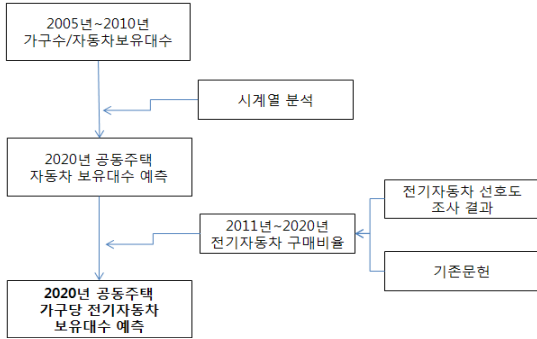 2005년~2010년
가구수/자동차보유대수
시계열 분석
2020년 공동주택
자동차 보유대수 예측
전기자동차 선호도
조사 결과
2011년~2020년
전기자동차 구매비율
기존문헌
2020년 공동주택
가구당 전기자동차
보유대수 예측